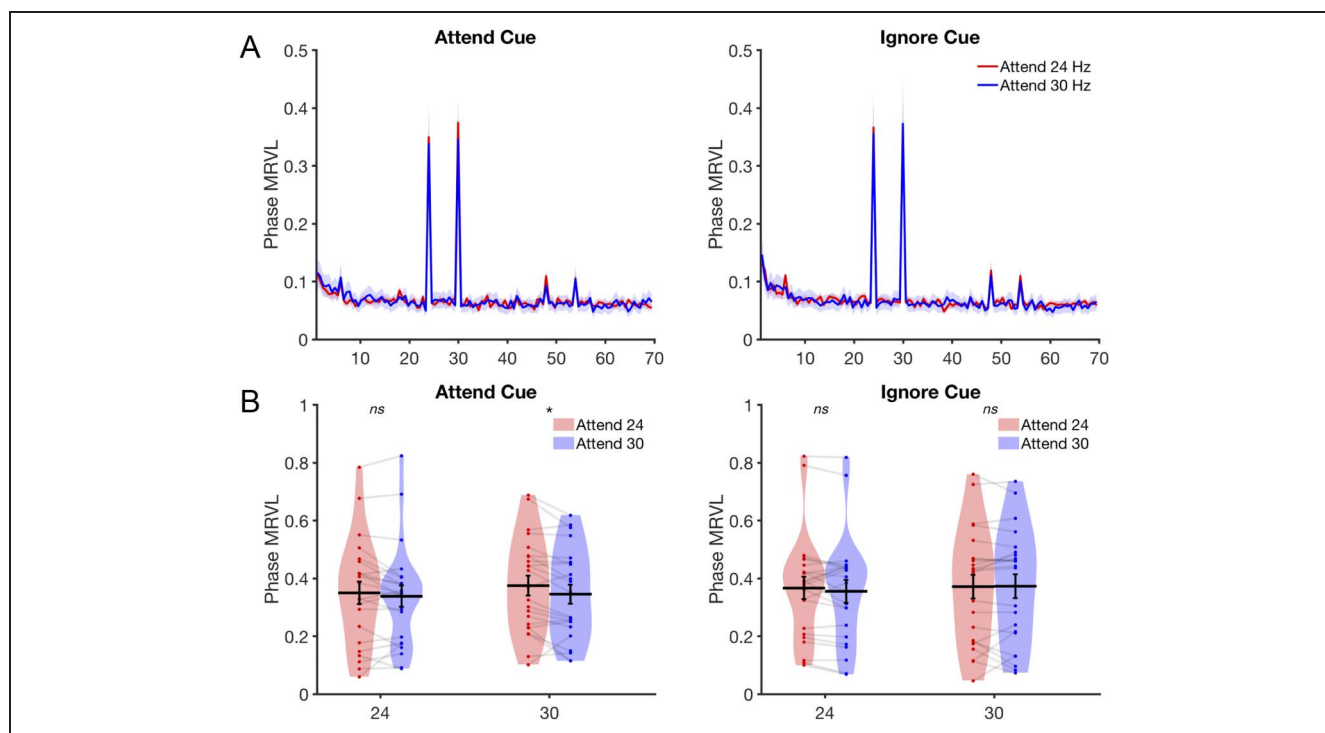 A
Attend Cue
Phase MRVL
0.5
0.4
0.3
0.2
0.1
0
10 20 30 40 50 60 70
Ignore Cue
Attend 24 Hz
Attend 30 Hz
Phase MRVL
0.5
0.4
0.3
0.2
0.1
0
10 20 30 40 50 60 70
B
Attend Cue
ns
*
Attend 24
Attend 30
Phase MRVL
1
0.8
0.6
0.4
0.2
0
24 30
Ignore Cue
ns
ns
Attend 24
Attend 30
Phase MRVL
1
0.8
0.6
0.4
0.2
0
24 30